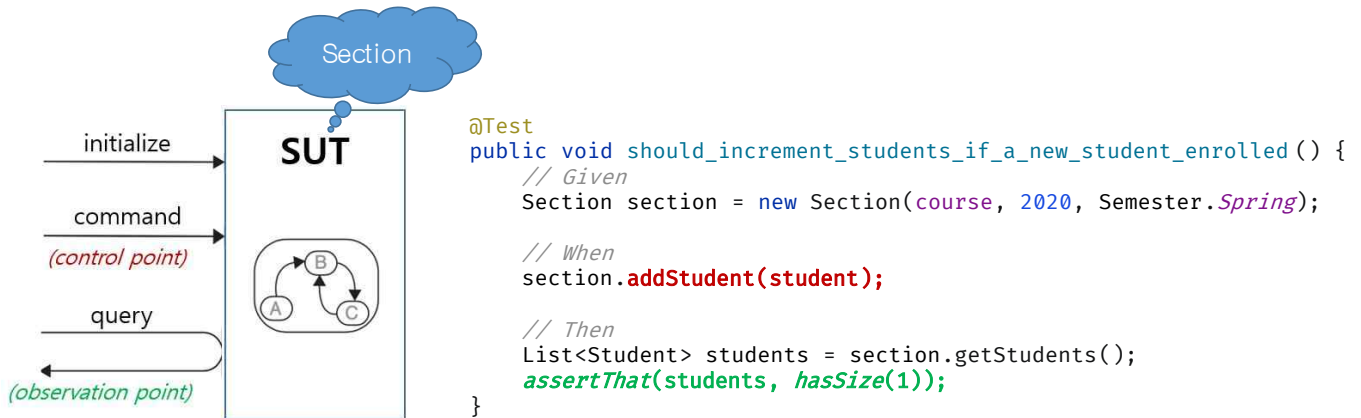 Section
SUT
initialize
command
(control point)
query
(observation point)
A
B
C
@Test
public void should_increment_students_if_a_new_student_enrolled() {
    // Given
    Section section = new Section(course, 2020, Semester.Spring);
    // When
    section.addStudent(student);
    // Then
    List<Student> students = section.getStudents();
    assertThat(students, hasSize(1));
}